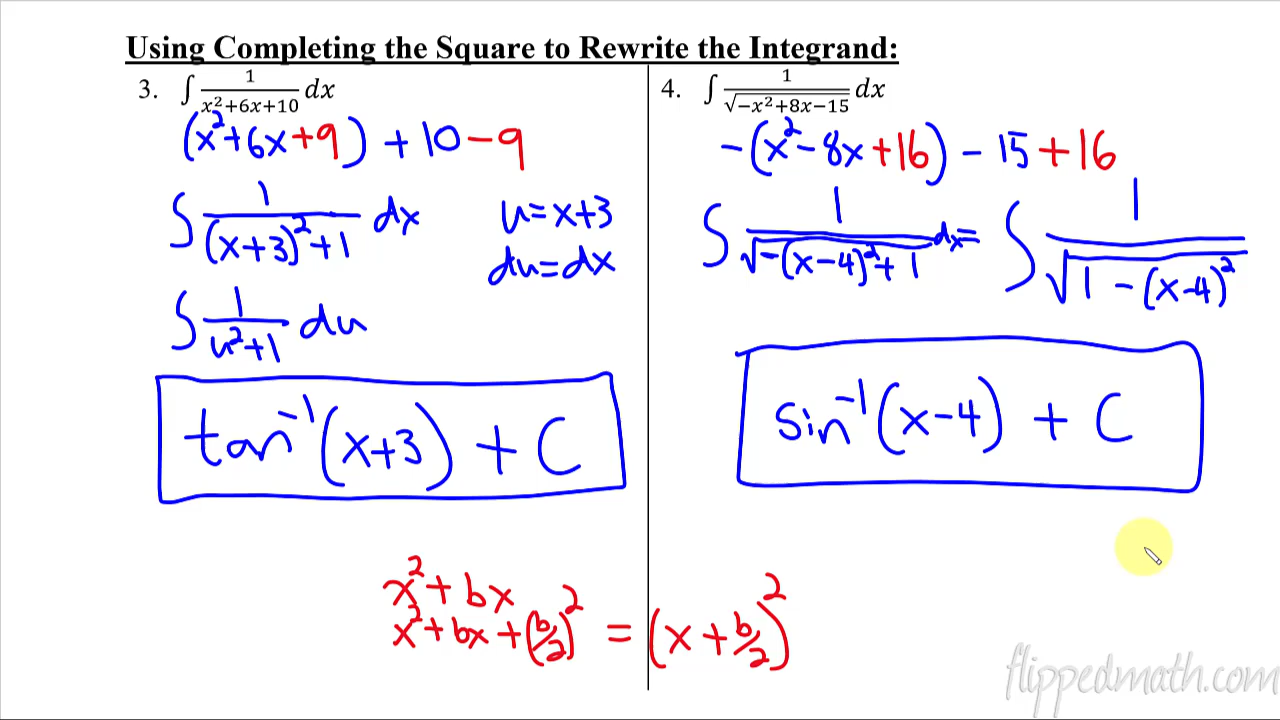 Using Completing the Square to Rewrite the Integrand:
3. ∫ 1/(x²+6x+10) dx
(x²+6x+9) + 10 − 9
∫ 1/((x+3)²+1) dx
u = x+3
du = dx
∫ 1/(u²+1) du
tan⁻¹(x+3) + C
4. ∫ 1/√(−x²+8x−15) dx
−(x²−8x+16) − 15 + 16
∫ 1/√(−(x−4)²+1) dx = ∫ 1/√(1−(x−4)²)
sin⁻¹(x−4) + C
x² + bx
x² + bx + (b/2)² = (x + b/2)²
flippedmath.com